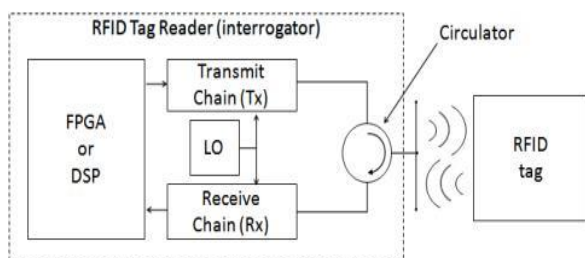 RFID Tag Reader (interrogator)
Circulator
Transmit
Chain (Tx)
FPGA
or
DSP
LO
RFID
tag
Receive
Chain (Rx)